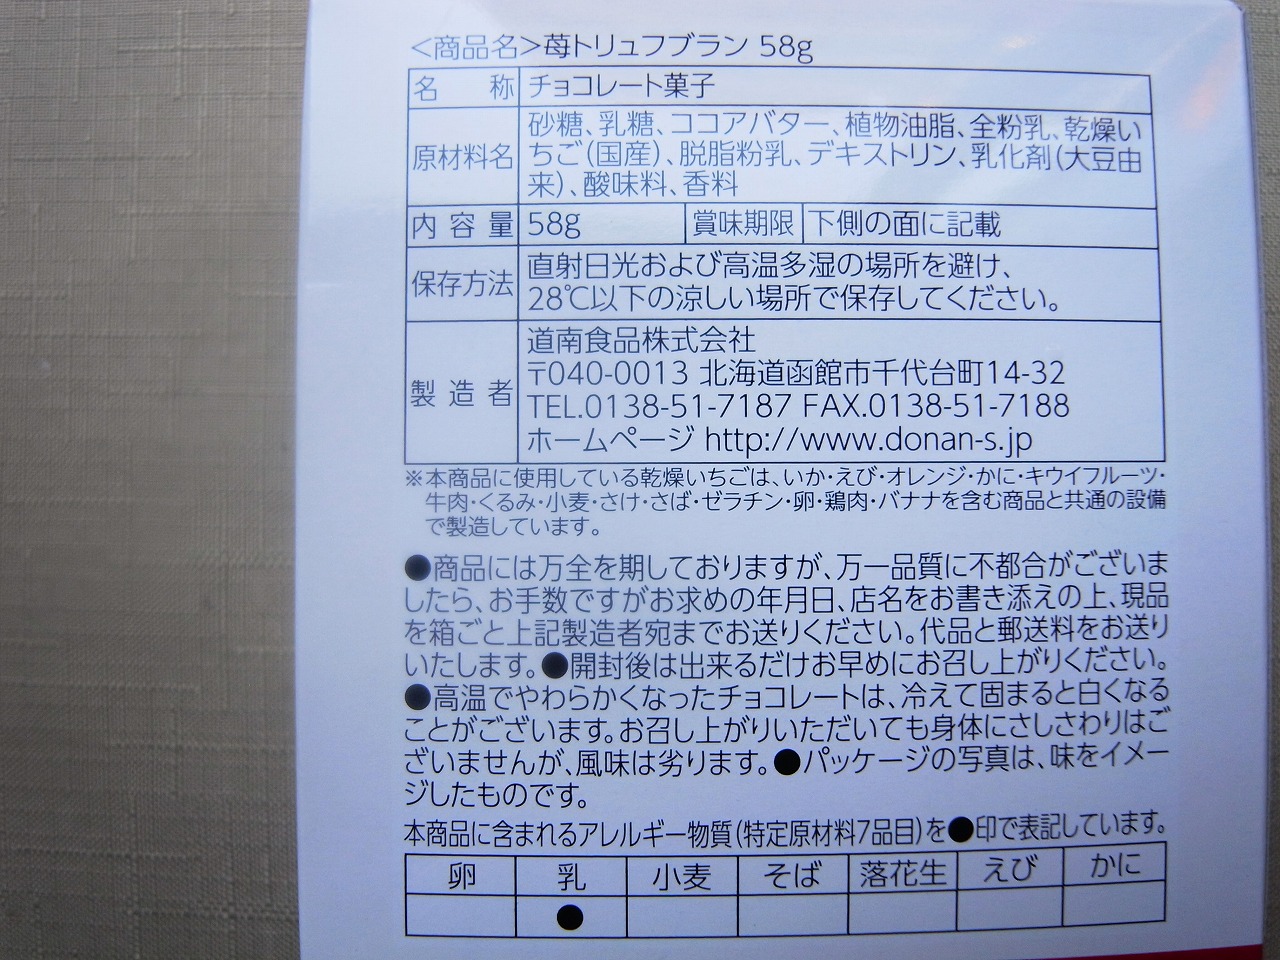 <商品名>苺トリュフブラン 58g
名 称 チョコレート菓子
原材料名 砂糖、乳糖、ココアバター、植物油脂、全粉乳、乾燥い
ちご(国産)、脱脂粉乳、デキストリン、乳化剤(大豆由
来)、酸味料、香料
内 容 量 58g 賞味期限 下側の面に記載
保存方法 直射日光および高温多湿の場所を避け、
28℃以下の涼しい場所で保存してください。
製 造 者 道南食品株式会社
〒040-0013 北海道函館市千代台町14-32
TEL.0138-51-7187 FAX.0138-51-7188
ホームページ http://www.donan-s.jp
※本商品に使用している乾燥いちごは、いか・えび・オレンジ・かに・キウイフルーツ・
牛肉・くるみ・小麦・さけ・さば・ゼラチン・卵・鶏肉・バナナを含む商品と共通の設備
で製造しています。
●商品には万全を期しておりますが、万一品質に不都合がございま
したら、お手数ですがお求めの年月日、店名をお書き添えの上、現品
を箱ごと上記製造者宛までお送りください。代品と郵送料をお送り
いたします。●開封後は出来るだけお早めにお召し上がりください。
●高温でやわらかくなったチョコレートは、冷えて固まると白くなる
ことがございます。お召し上がりいただいても身体にさしさわりはご
ざいませんが、風味は劣ります。●パッケージの写真は、味をイメー
ジしたものです。
本商品に含まれるアレルギー物質(特定原材料7品目)を●印で表記しています。
卵 乳 小麦 そば 落花生 えび かに
●